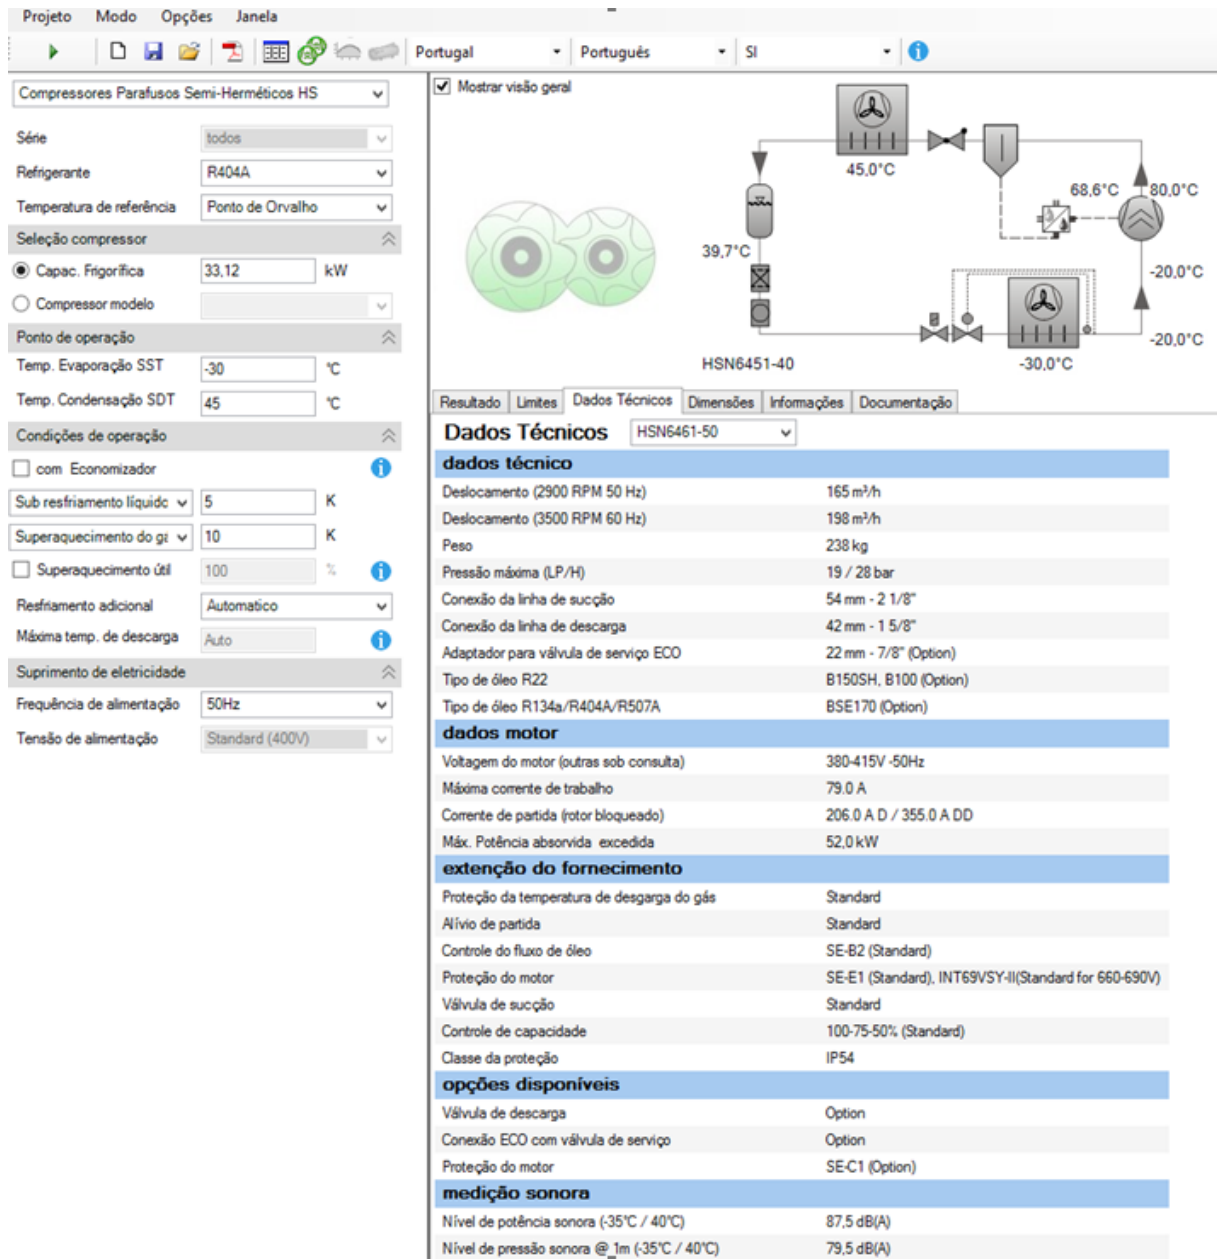 Projeto Modo Opções Janela
Portugal Português SI
Compressores Parafusos Semi-Herméticos HS
Série todos
Refrigerante R404A
Temperatura de referência Ponto de Orvalho
Seleção compressor
Capac. Frigorífica 33,12 kW
Compressor modelo
Ponto de operação
Temp. Evaporação SST -30 °C
Temp. Condensação SDT 45 °C
Condições de operação
com Economizador
Sub resfriamento líquidc 5 K
Superaquecimento do ga 10 K
Superaquecimento útil 100 %
Resfriamento adicional Automatico
Máxima temp. de descarga Auto
Suprimento de eletricidade
Frequência de alimentação 50Hz
Tensão de alimentação Standard (400V)
Mostrar visão geral
45,0°C
68,6°C 80,0°C
39,7°C
-20,0°C
-20,0°C
HSN6451-40 -30,0°C
Resultado Limites Dados Técnicos Dimensões Informações Documentação
Dados Técnicos HSN6461-50
dados técnico
Deslocamento (2900 RPM 50 Hz) 165 m³/h
Deslocamento (3500 RPM 60 Hz) 198 m³/h
Peso 238 kg
Pressão máxima (LP/H) 19 / 28 bar
Conexão da linha de sucção 54 mm - 2 1/8"
Conexão da linha de descarga 42 mm - 1 5/8"
Adaptador para válvula de serviço ECO 22 mm - 7/8" (Option)
Tipo de óleo R22 B150SH, B100 (Option)
Tipo de óleo R134a/R404A/R507A BSE170 (Option)
dados motor
Voltagem do motor (outras sob consulta) 380-415V -50Hz
Máxima corrente de trabalho 79.0 A
Corrente de partida (rotor bloqueado) 206.0 A D / 355.0 A DD
Máx. Potência absorvida excedida 52,0 kW
extenção do fornecimento
Proteção da temperatura de desgarga do gás Standard
Alívio de partida Standard
Controle do fluxo de óleo SE-B2 (Standard)
Proteção do motor SE-E1 (Standard), INT69VSY-II(Standard for 660-690V)
Válvula de sucção Standard
Controle de capacidade 100-75-50% (Standard)
Classe da proteção IP54
opções disponíveis
Válvula de descarga Option
Conexão ECO com válvula de serviço Option
Proteção do motor SE-C1 (Option)
medição sonora
Nível de potência sonora (-35°C / 40°C) 87,5 dB(A)
Nível de pressão sonora @ 1m (-35°C / 40°C) 79,5 dB(A)